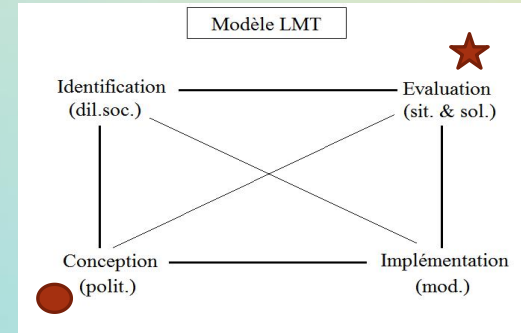 Modèle LMT
Identification
(dil.soc.)
Evaluation
(sit. & sol.)
Conception
(polit.)
Implémentation
(mod.)